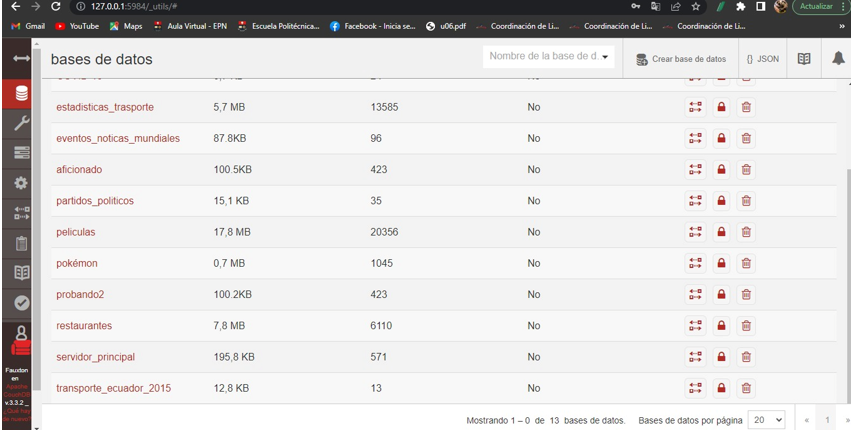 127.0.0.1:5984/_utils/#
Actualizar
Gmail YouTube Maps Aula Virtual - EPN Escuela Politécnica... Facebook - Inicia se... u06.pdf Coordinación de Li... Coordinación de Li... Coordinación de Li... »
bases de datos
Nombre de la base de d...
Crear base de datos
{} JSON
estadisticas_trasporte 5,7 MB 13585 No
eventos_noticas_mundiales 87.8KB 96 No
aficionado 100.5KB 423 No
partidos_politicos 15,1 KB 35 No
peliculas 17,8 MB 20356 No
pokémon 0,7 MB 1045 No
probando2 100.2KB 423 No
restaurantes 7,8 MB 6110 No
servidor_principal 195,8 KB 571 No
transporte_ecuador_2015 12,8 KB 13 No
Fauxton
en
Apache
CouchDB
v.3.3.2
¿Qué hay
de nuevo?
Mostrando 1 – 0 de 13 bases de datos. Bases de datos por página 20 « 1 »